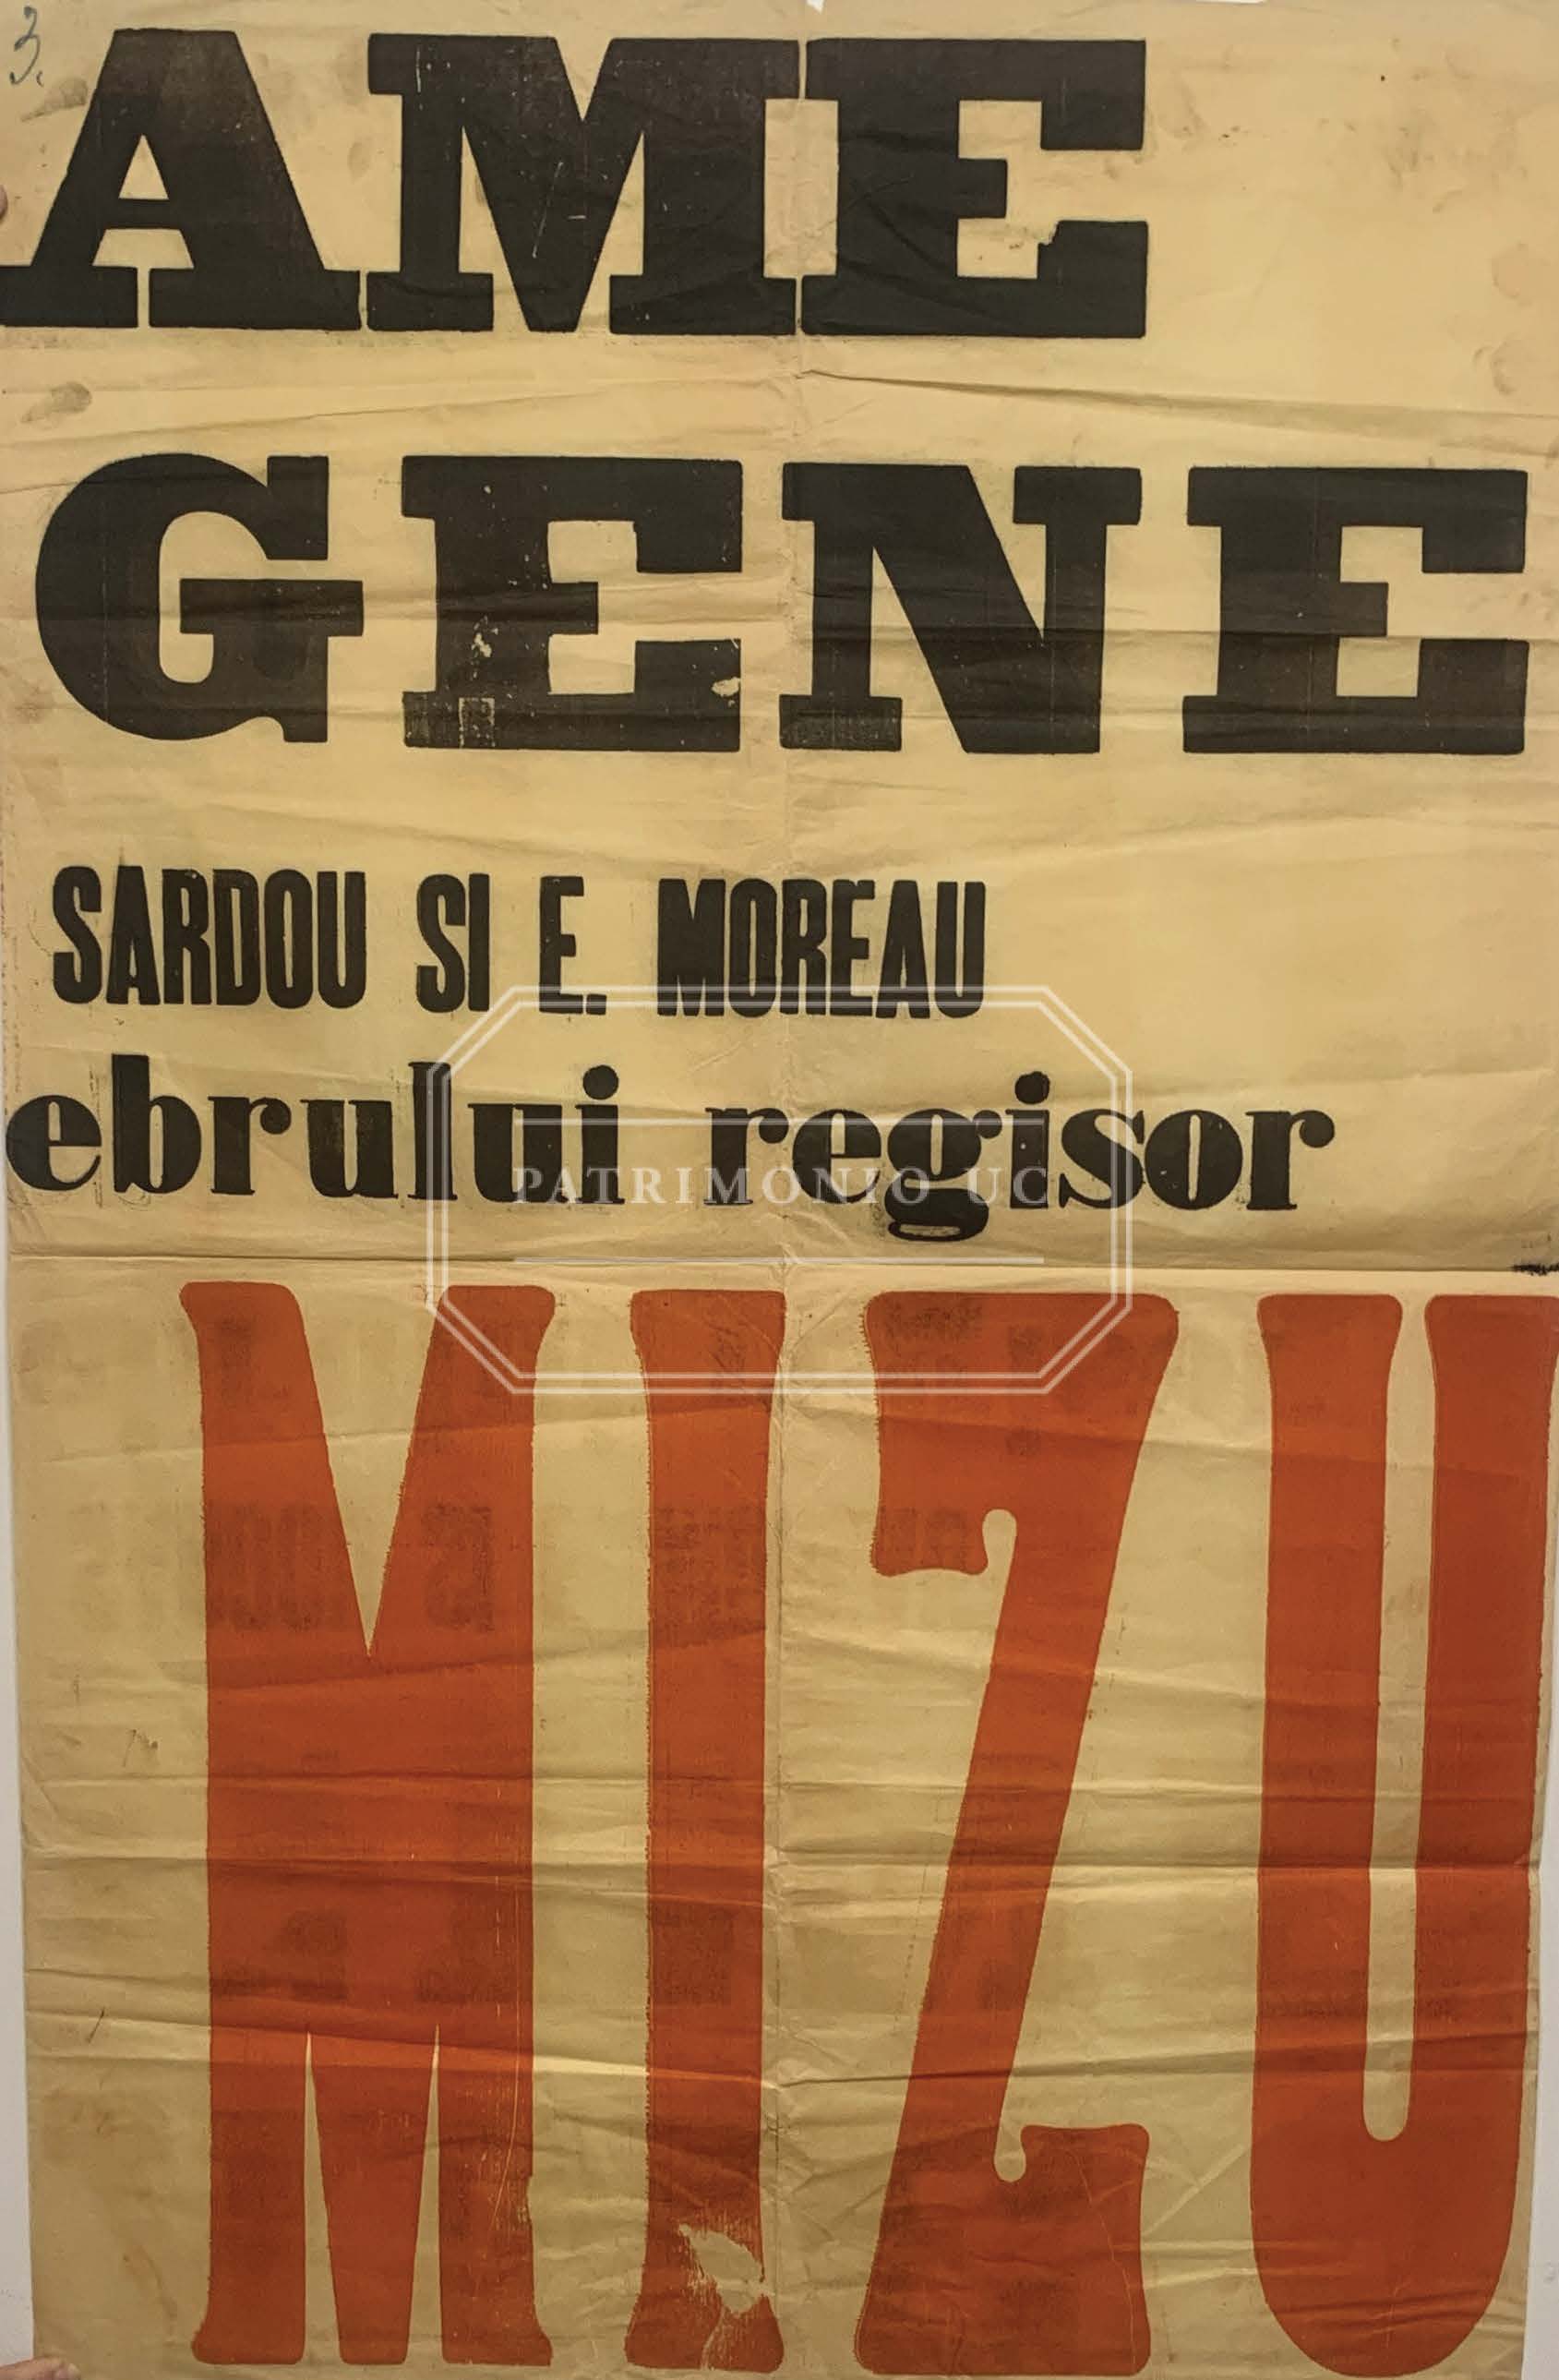 3.
AME
GENE
SARDOU SI E. MOREAU
ebrului regisor
PATRIMONIO UC
MIZU